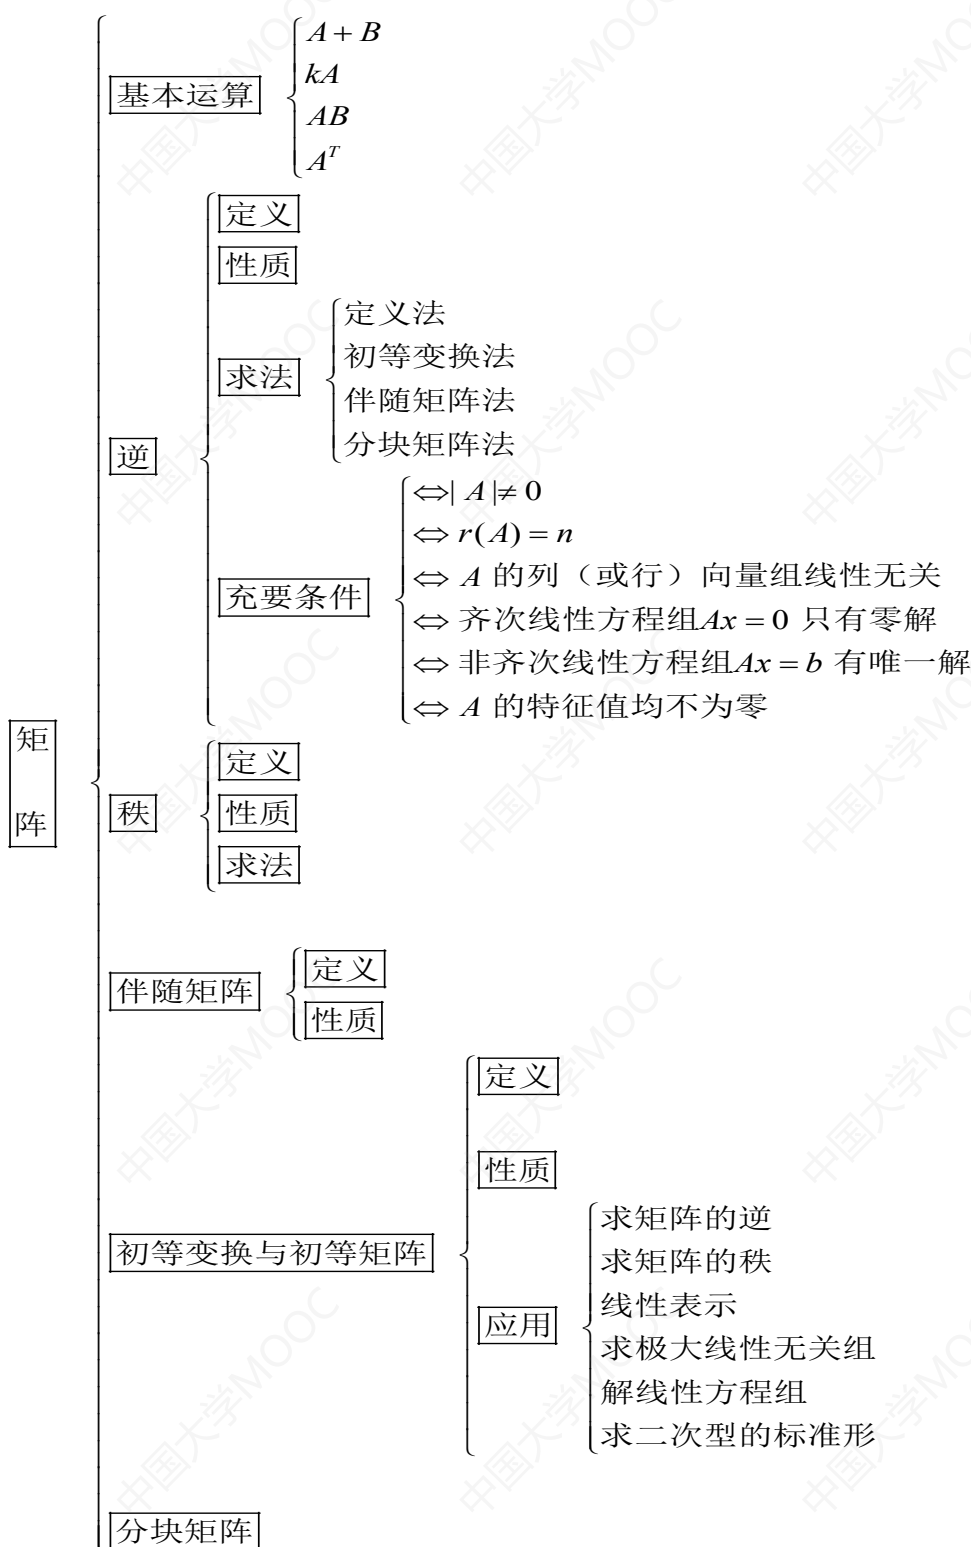 A + B
kA
基本运算
AB
A^T
定义
性质
定义法
初等变换法
求法
伴随矩阵法
分块矩阵法
逆
⇔| A |≠ 0
⇔ r(A) = n
⇔ A 的列（或行）向量组线性无关
充要条件
⇔ 齐次线性方程组Ax = 0 只有零解
⇔ 非齐次线性方程组Ax = b 有唯一解
⇔ A 的特征值均不为零
矩
阵
定义
秩
性质
求法
伴随矩阵
定义
性质
定义
性质
初等变换与初等矩阵
求矩阵的逆
求矩阵的秩
线性表示
应用
求极大线性无关组
解线性方程组
求二次型的标准形
分块矩阵
中国大学MOOC